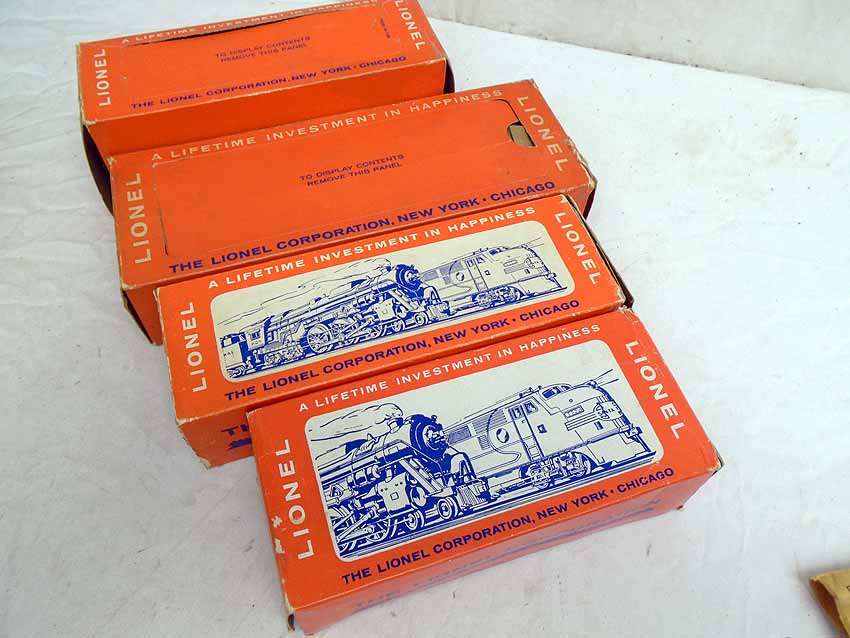 LIONEL
A LIFETIME INVESTMENT IN HAPPINESS
LIONEL
TO DISPLAY CONTENTS
REMOVE THIS PANEL
THE LIONEL CORPORATION, NEW YORK • CHICAGO
LIONEL
A LIFETIME INVESTMENT IN HAPPINESS
LIONEL
TO DISPLAY CONTENTS
REMOVE THIS PANEL
THE LIONEL CORPORATION, NEW YORK • CHICAGO
LIONEL
A LIFETIME INVESTMENT IN HAPPINESS
LIONEL
THE LIONEL CORPORATION, NEW YORK • CHICAGO
LIONEL
A LIFETIME INVESTMENT IN HAPPINESS
LIONEL
THE LIONEL CORPORATION, NEW YORK • CHICAGO